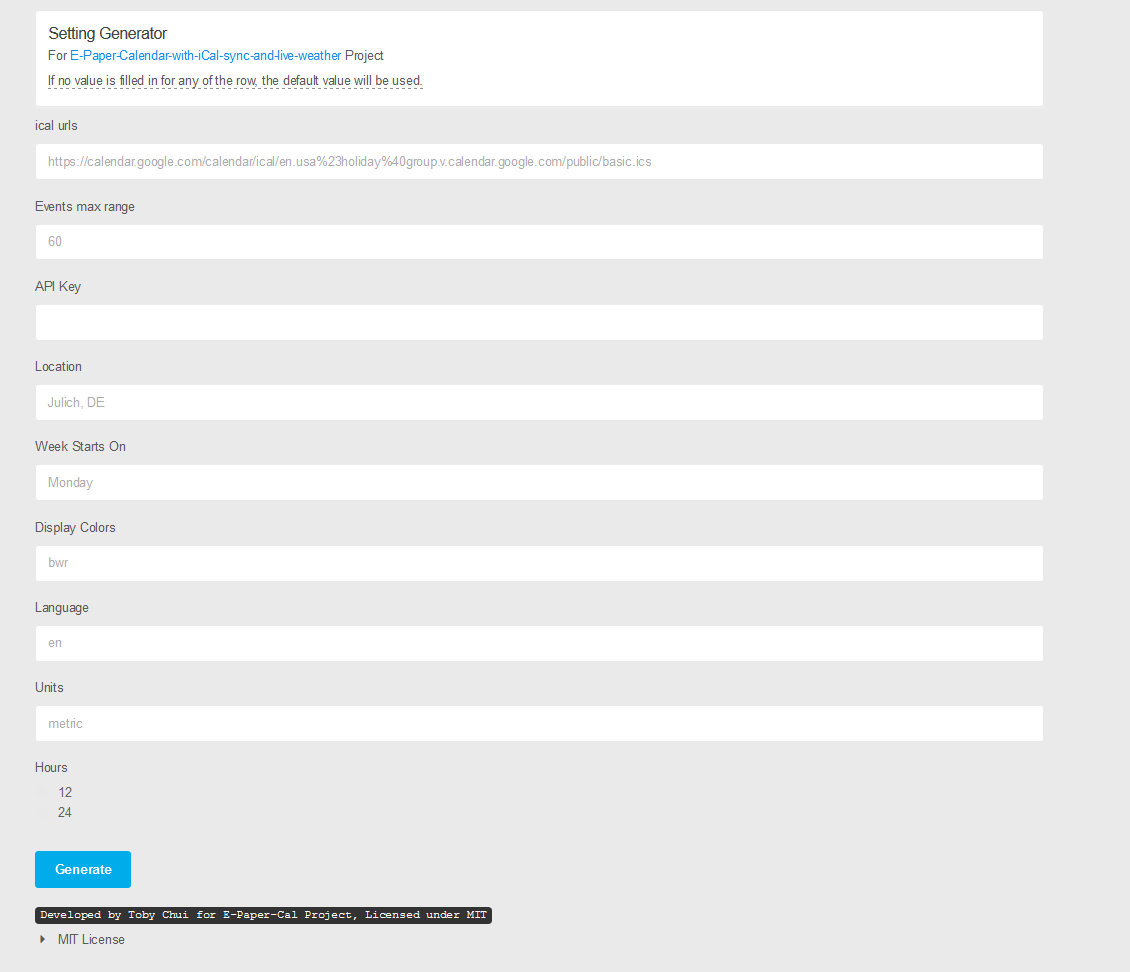 Setting Generator
For E-Paper-Calendar-with-iCal-sync-and-live-weather Project
If no value is filled in for any of the row, the default value will be used.
ical urls
https://calendar.google.com/calendar/ical/en.usa%23holiday%40group.v.calendar.google.com/public/basic.ics
Events max range
60
API Key
Location
Julich, DE
Week Starts On
Monday
Display Colors
bwr
Language
en
Units
metric
Hours
12
24
Generate
Developed by Toby Chui for E-Paper-Cal Project, Licensed under MIT
MIT License